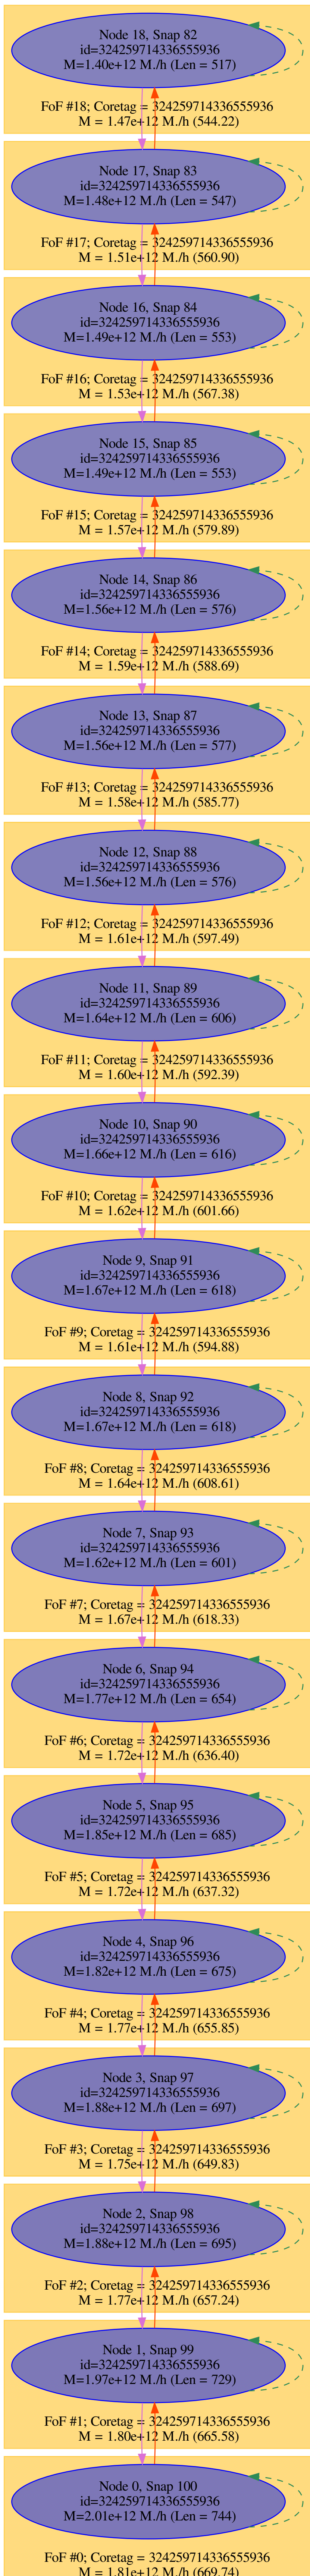 Node 18, Snap 82
id=324259714336555936
M=1.40e+12 M./h (Len = 517)
FoF #18; Coretag = 324259714336555936
M = 1.47e+12 M./h (544.22)
Node 17, Snap 83
id=324259714336555936
M=1.48e+12 M./h (Len = 547)
FoF #17; Coretag = 324259714336555936
M = 1.51e+12 M./h (560.90)
Node 16, Snap 84
id=324259714336555936
M=1.49e+12 M./h (Len = 553)
FoF #16; Coretag = 324259714336555936
M = 1.53e+12 M./h (567.38)
Node 15, Snap 85
id=324259714336555936
M=1.49e+12 M./h (Len = 553)
FoF #15; Coretag = 324259714336555936
M = 1.57e+12 M./h (579.89)
Node 14, Snap 86
id=324259714336555936
M=1.56e+12 M./h (Len = 576)
FoF #14; Coretag = 324259714336555936
M = 1.59e+12 M./h (588.69)
Node 13, Snap 87
id=324259714336555936
M=1.56e+12 M./h (Len = 577)
FoF #13; Coretag = 324259714336555936
M = 1.58e+12 M./h (585.77)
Node 12, Snap 88
id=324259714336555936
M=1.56e+12 M./h (Len = 576)
FoF #12; Coretag = 324259714336555936
M = 1.61e+12 M./h (597.49)
Node 11, Snap 89
id=324259714336555936
M=1.64e+12 M./h (Len = 606)
FoF #11; Coretag = 324259714336555936
M = 1.60e+12 M./h (592.39)
Node 10, Snap 90
id=324259714336555936
M=1.66e+12 M./h (Len = 616)
FoF #10; Coretag = 324259714336555936
M = 1.62e+12 M./h (601.66)
Node 9, Snap 91
id=324259714336555936
M=1.67e+12 M./h (Len = 618)
FoF #9; Coretag = 324259714336555936
M = 1.61e+12 M./h (594.88)
Node 8, Snap 92
id=324259714336555936
M=1.67e+12 M./h (Len = 618)
FoF #8; Coretag = 324259714336555936
M = 1.64e+12 M./h (608.61)
Node 7, Snap 93
id=324259714336555936
M=1.62e+12 M./h (Len = 601)
FoF #7; Coretag = 324259714336555936
M = 1.67e+12 M./h (618.33)
Node 6, Snap 94
id=324259714336555936
M=1.77e+12 M./h (Len = 654)
FoF #6; Coretag = 324259714336555936
M = 1.72e+12 M./h (636.40)
Node 5, Snap 95
id=324259714336555936
M=1.85e+12 M./h (Len = 685)
FoF #5; Coretag = 324259714336555936
M = 1.72e+12 M./h (637.32)
Node 4, Snap 96
id=324259714336555936
M=1.82e+12 M./h (Len = 675)
FoF #4; Coretag = 324259714336555936
M = 1.77e+12 M./h (655.85)
Node 3, Snap 97
id=324259714336555936
M=1.88e+12 M./h (Len = 697)
FoF #3; Coretag = 324259714336555936
M = 1.75e+12 M./h (649.83)
Node 2, Snap 98
id=324259714336555936
M=1.88e+12 M./h (Len = 695)
FoF #2; Coretag = 324259714336555936
M = 1.77e+12 M./h (657.24)
Node 1, Snap 99
id=324259714336555936
M=1.97e+12 M./h (Len = 729)
FoF #1; Coretag = 324259714336555936
M = 1.80e+12 M./h (665.58)
Node 0, Snap 100
id=324259714336555936
M=2.01e+12 M./h (Len = 744)
FoF #0; Coretag = 324259714336555936
M = 1.81e+12 M./h (669.74)